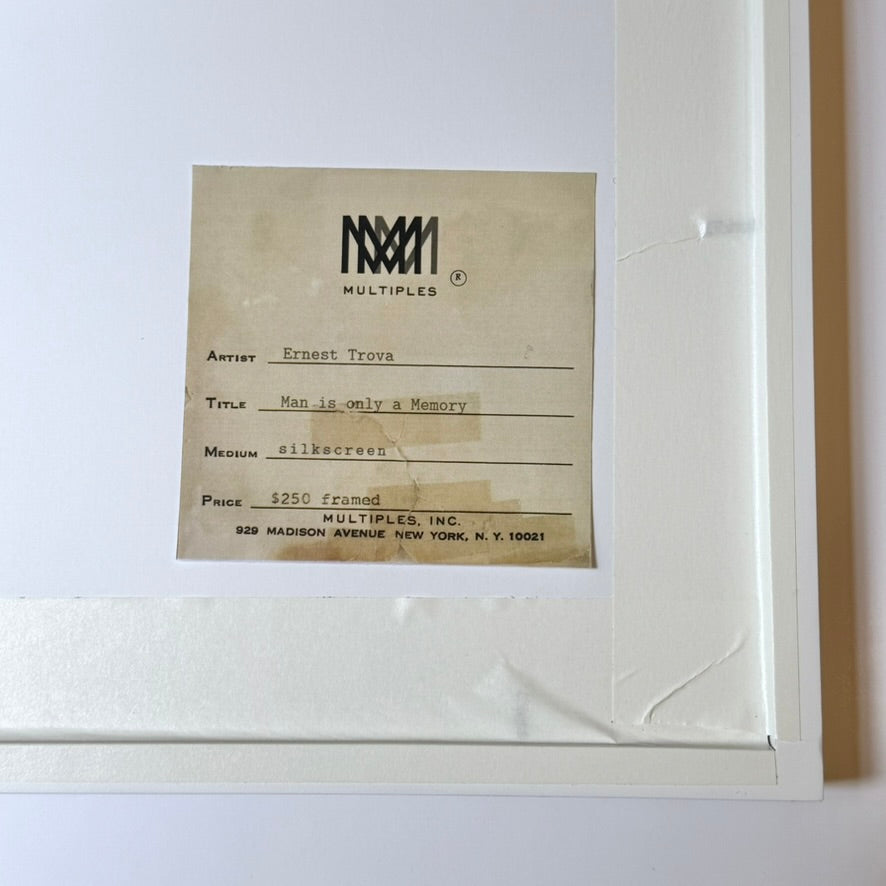 MULTIPLES ®
ARTIST Ernest Trova
TITLE Man is only a Memory
MEDIUM silkscreen
PRICE $250 framed
MULTIPLES, INC.
929 MADISON AVENUE NEW YORK, N. Y. 10021